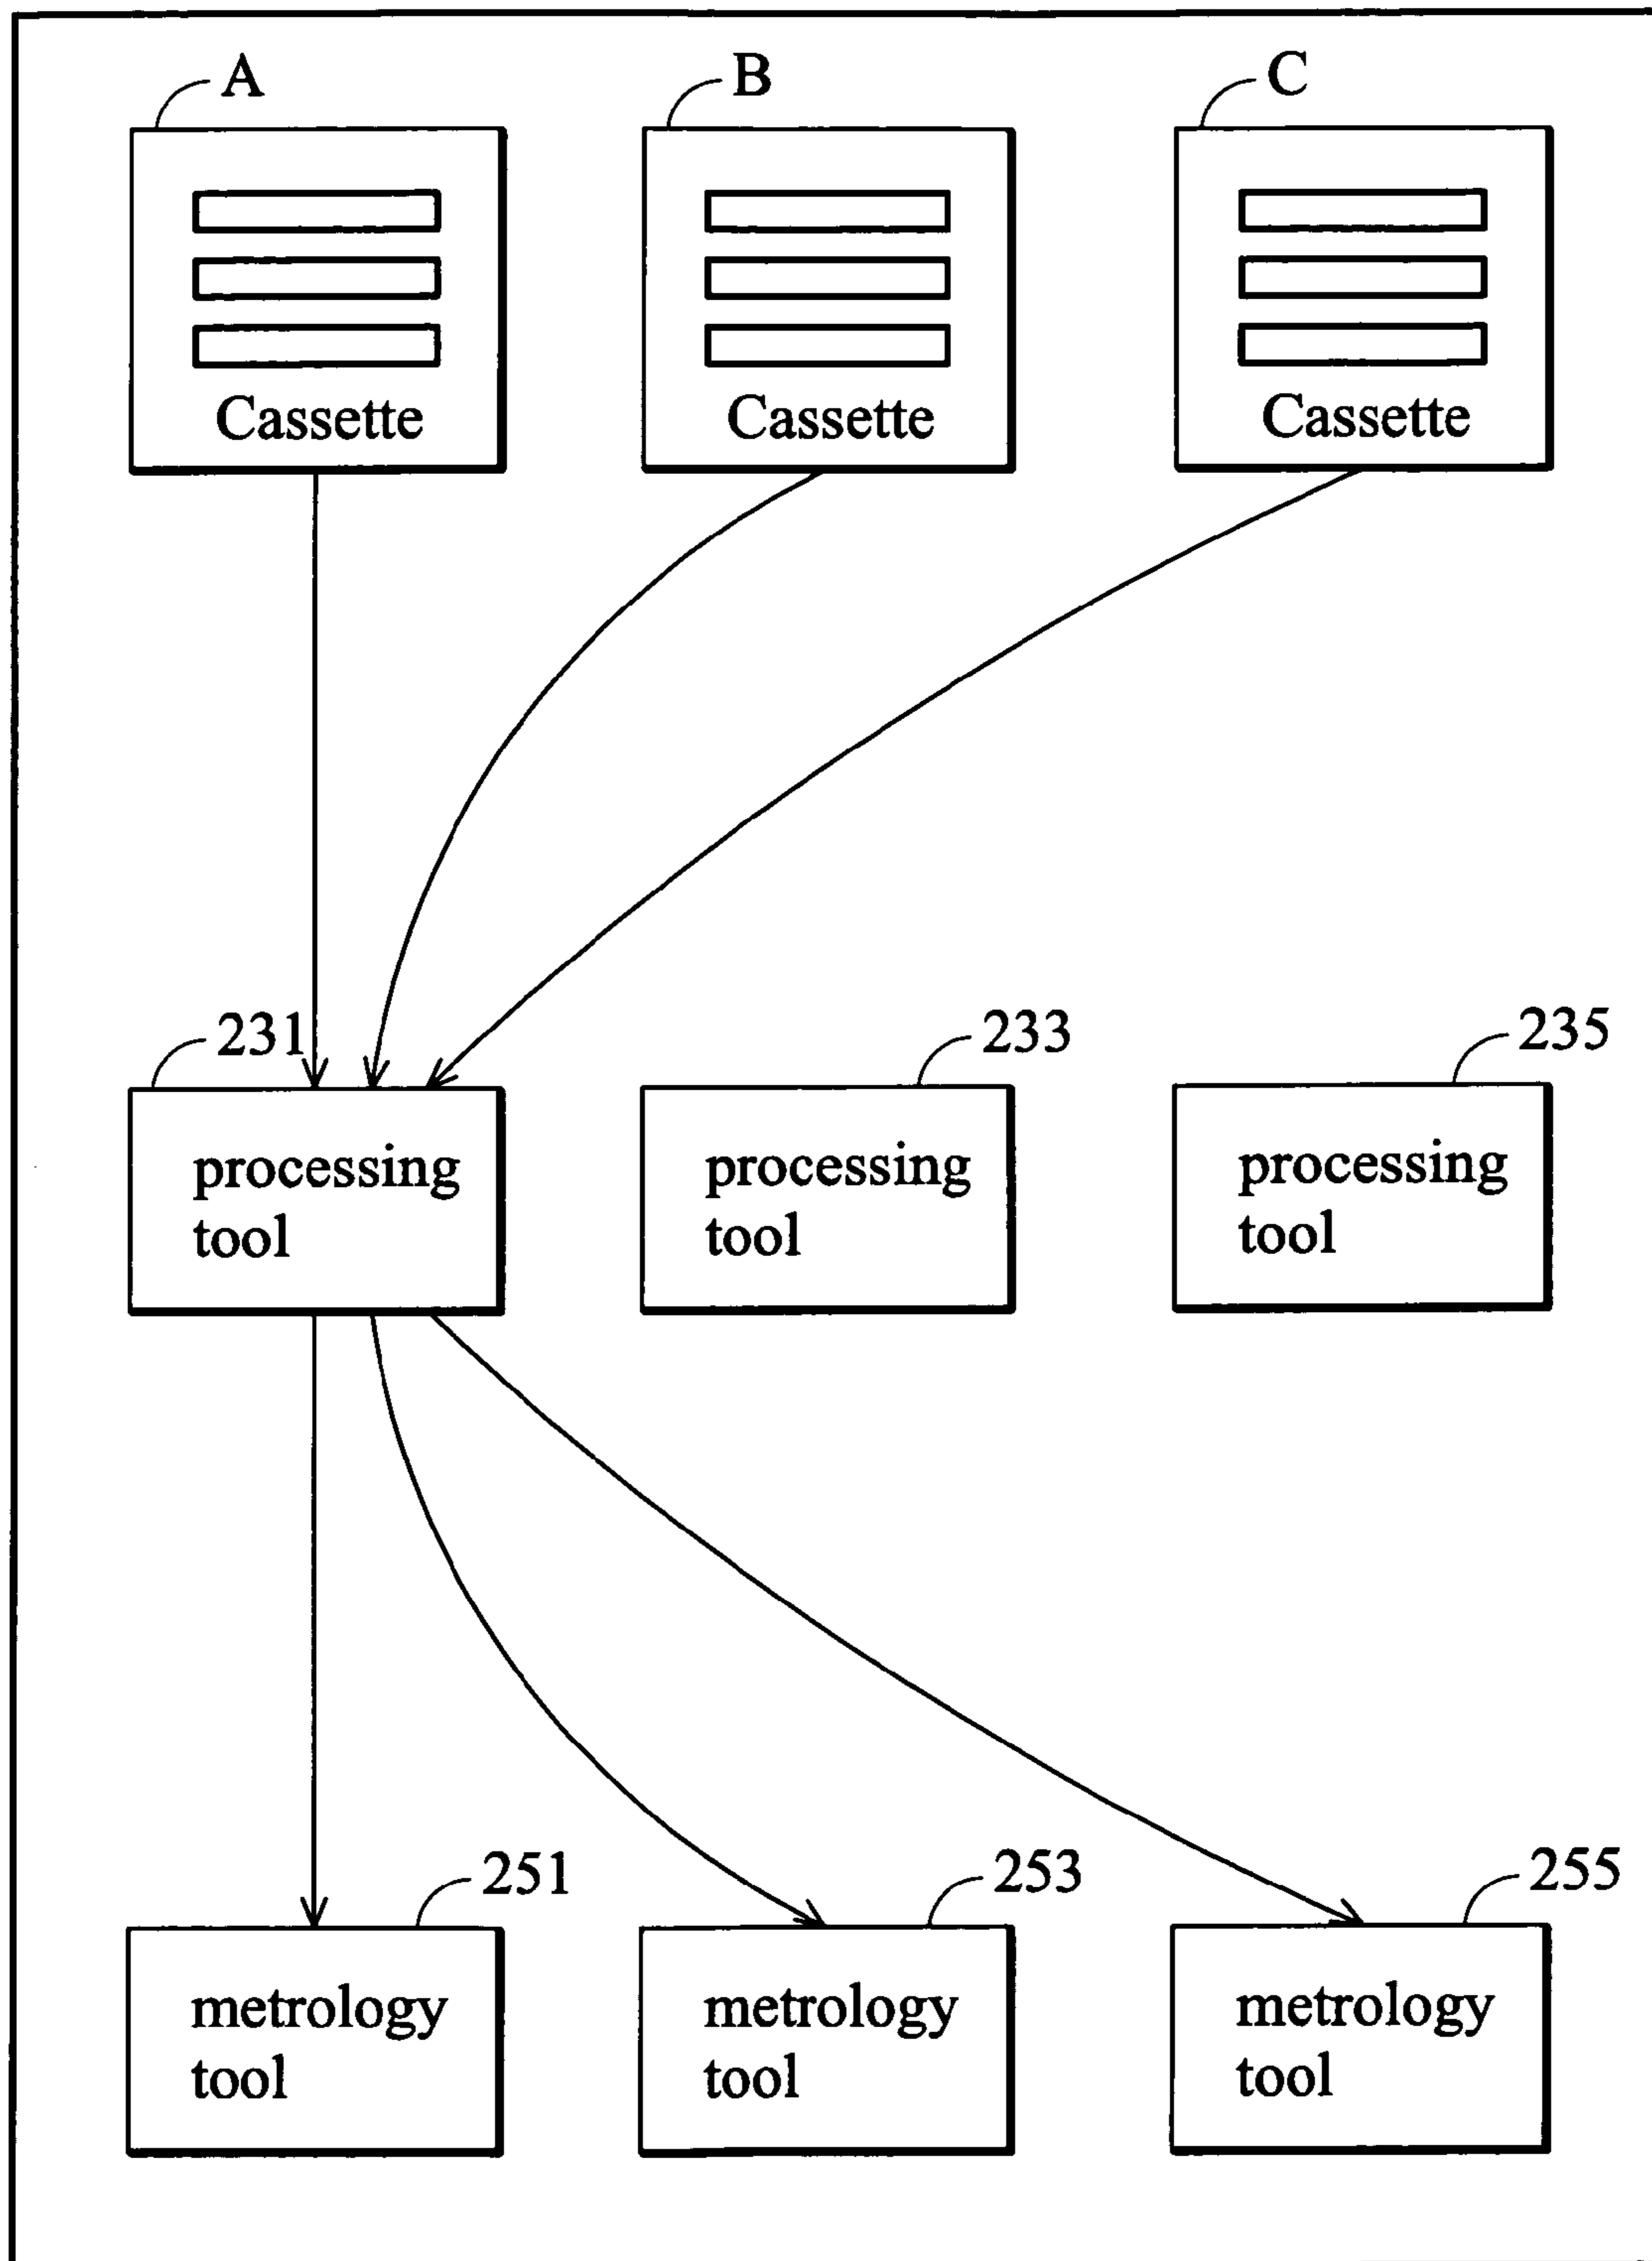 A
B
C
Cassette
Cassette
Cassette
231
233
235
processing
tool
processing
tool
processing
tool
251
253
255
metrology
tool
metrology
tool
metrology
tool